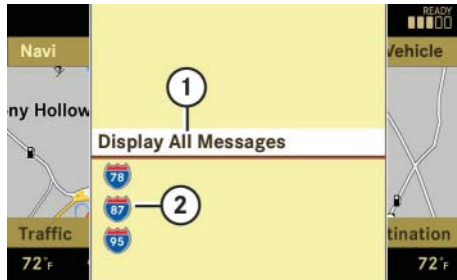 READY
Navi
Vehicle
1
ny Hollow
Display All Messages
78
87
2
95
Traffic
tination
72°F
72°F